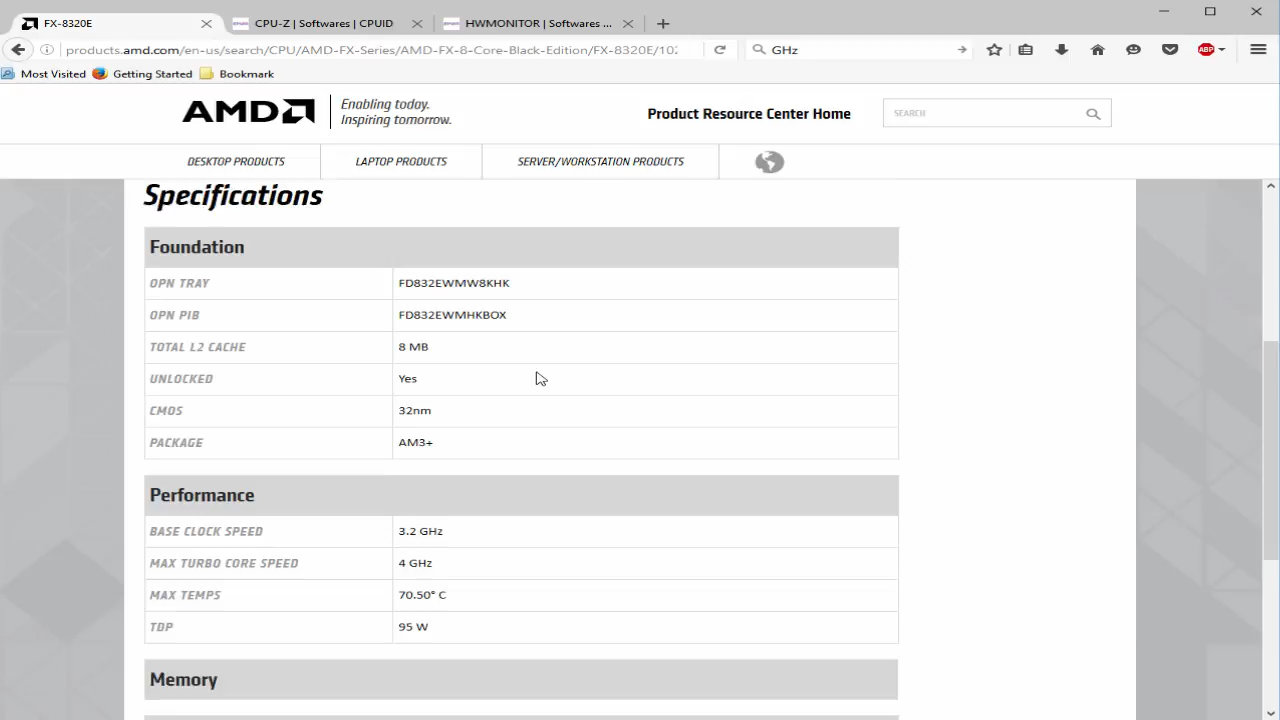 FX-8320E
CPU-Z | Softwares | CPUID
HWMONITOR | Softwares ...
products.amd.com/en-us/search/CPU/AMD-FX-Series/AMD-FX-8-Core-Black-Edition/FX-8320E/102
GHz
ABP
Most Visited
Getting Started
Bookmark
AMD
Enabling today.
Inspiring tomorrow.
Product Resource Center Home
SEARCH
DESKTOP PRODUCTS
LAPTOP PRODUCTS
SERVER/WORKSTATION PRODUCTS
Specifications
Foundation
OPN TRAY FD832EWMW8KHK
OPN PIB FD832EWMHKBOX
TOTAL L2 CACHE 8 MB
UNLOCKED Yes
CMOS 32nm
PACKAGE AM3+
Performance
BASE CLOCK SPEED 3.2 GHz
MAX TURBO CORE SPEED 4 GHz
MAX TEMPS 70.50° C
TDP 95 W
Memory